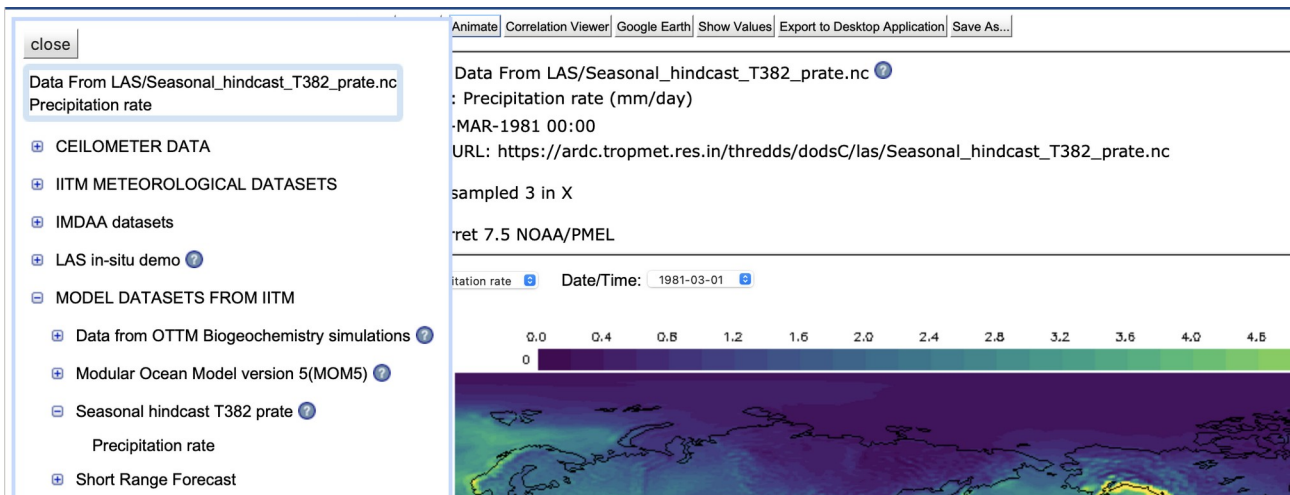 Animate Correlation Viewer Google Earth Show Values Export to Desktop Application Save As...
close
Data From LAS/Seasonal_hindcast_T382_prate.nc
Precipitation rate
CEILOMETER DATA
IITM METEOROLOGICAL DATASETS
IMDAA datasets
LAS in-situ demo ?
MODEL DATASETS FROM IITM
Data from OTTM Biogeochemistry simulations ?
Modular Ocean Model version 5(MOM5) ?
Seasonal hindcast T382 prate ?
Precipitation rate
Short Range Forecast
Data From LAS/Seasonal_hindcast_T382_prate.nc ?
: Precipitation rate (mm/day)
-MAR-1981 00:00
URL: https://ardc.tropmet.res.in/thredds/dodsC/las/Seasonal_hindcast_T382_prate.nc
sampled 3 in X
rret 7.5 NOAA/PMEL
itation rate Date/Time: 1981-03-01
0.0 0.4 0.8 1.2 1.6 2.0 2.4 2.8 3.2 3.6 4.0 4.8
0